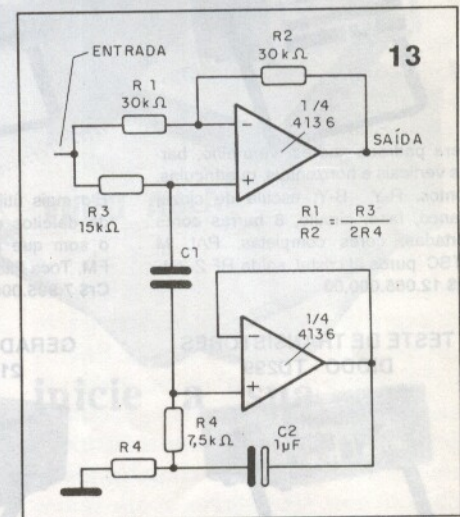 13
ENTRADA
R 1
30kΩ
R2
30kΩ
1/4
4136
SAÍDA
R3
15kΩ
R1/R2 = R3/2R4
C1
1/4
4136
R4
7,5kΩ
R4
C2
1µF